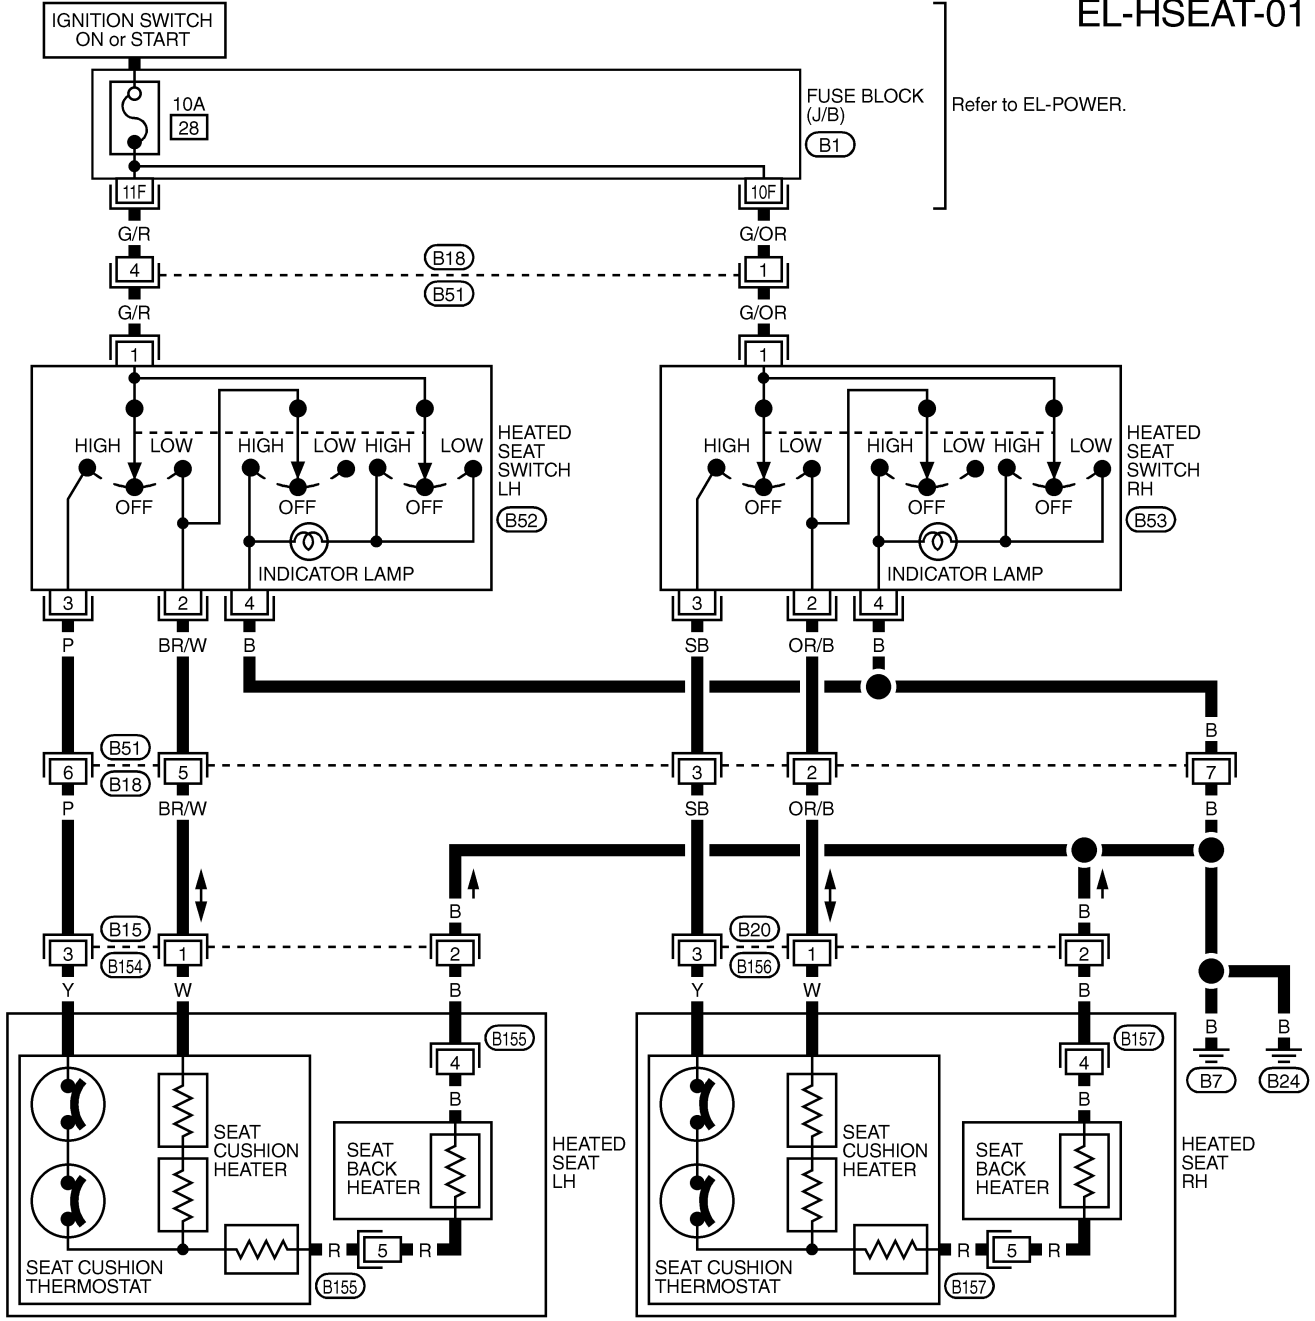 EL-HSEAT-01
IGNITION SWITCH
ON or START
10A
28
FUSE BLOCK
(J/B)
B1
Refer to EL-POWER.
11F
10F
G/R
G/OR
4
B18
B51
1
G/R
G/OR
1
1
HIGH
LOW
HIGH
LOW
HIGH
LOW
OFF
OFF
OFF
INDICATOR LAMP
HEATED
SEAT
SWITCH
LH
B52
HIGH
LOW
HIGH
LOW
HIGH
LOW
OFF
OFF
OFF
INDICATOR LAMP
HEATED
SEAT
SWITCH
RH
B53
3
2
4
3
2
4
P
BR/W
B
SB
OR/B
B
B
6
B51
B18
5
3
2
7
P
BR/W
SB
OR/B
B
B
B
3
B15
B154
1
2
3
B20
B156
1
2
Y
W
B
Y
W
B
B
B
B7
B24
B155
4
B
SEAT
CUSHION
HEATER
SEAT
BACK
HEATER
HEATED
SEAT
LH
R
5
R
B155
SEAT CUSHION
THERMOSTAT
B157
4
B
SEAT
CUSHION
HEATER
SEAT
BACK
HEATER
HEATED
SEAT
RH
R
5
R
B157
SEAT CUSHION
THERMOSTAT